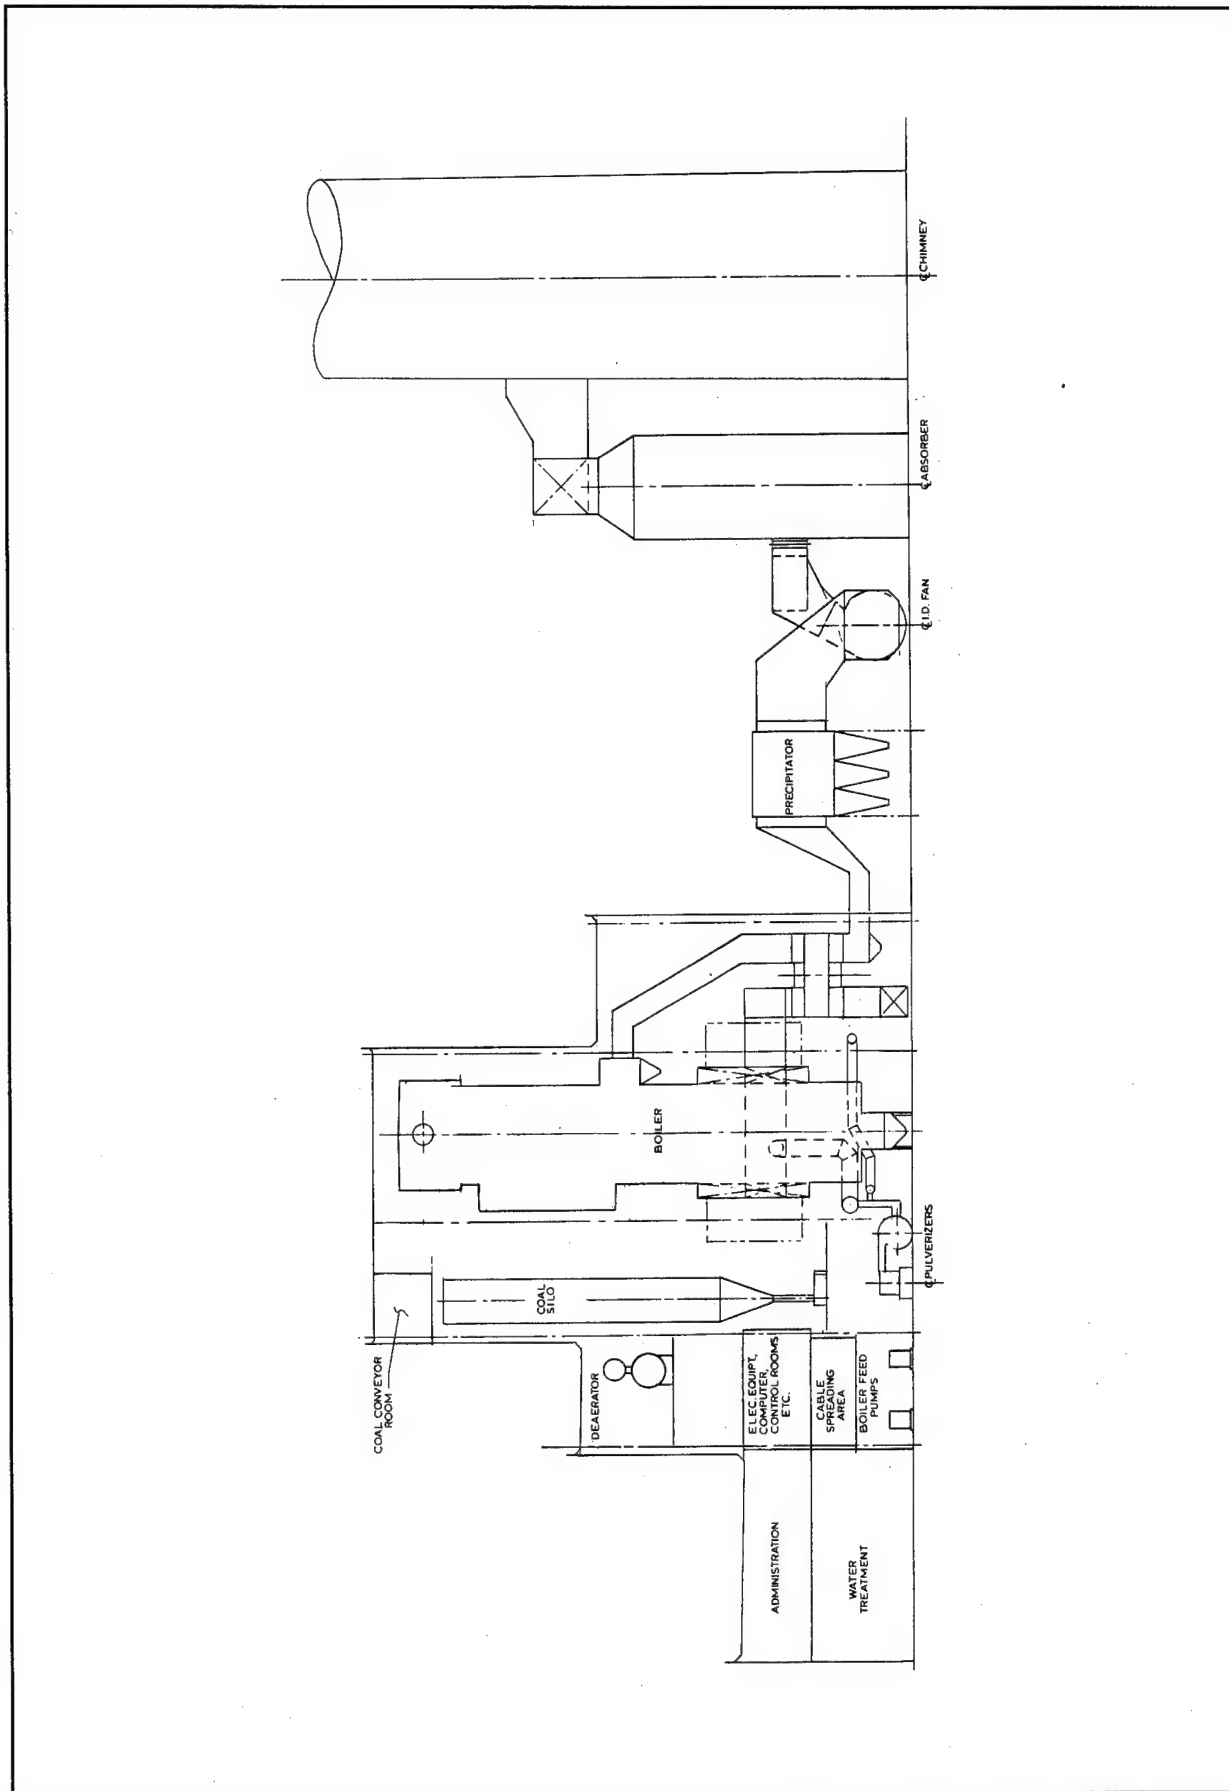 COAL CONVEYOR
ROOM
DEAERATOR
COAL
SILO
BOILER
ELEC. EQUIPT,
COMPUTER,
CONTROL ROOMS
ETC.
CABLE
SPREADING
AREA
BOILER FEED
PUMPS
ADMINISTRATION
WATER
TREATMENT
℄ PULVERIZERS
PRECIPITATOR
℄ I.D. FAN
℄ ABSORBER
℄ CHIMNEY